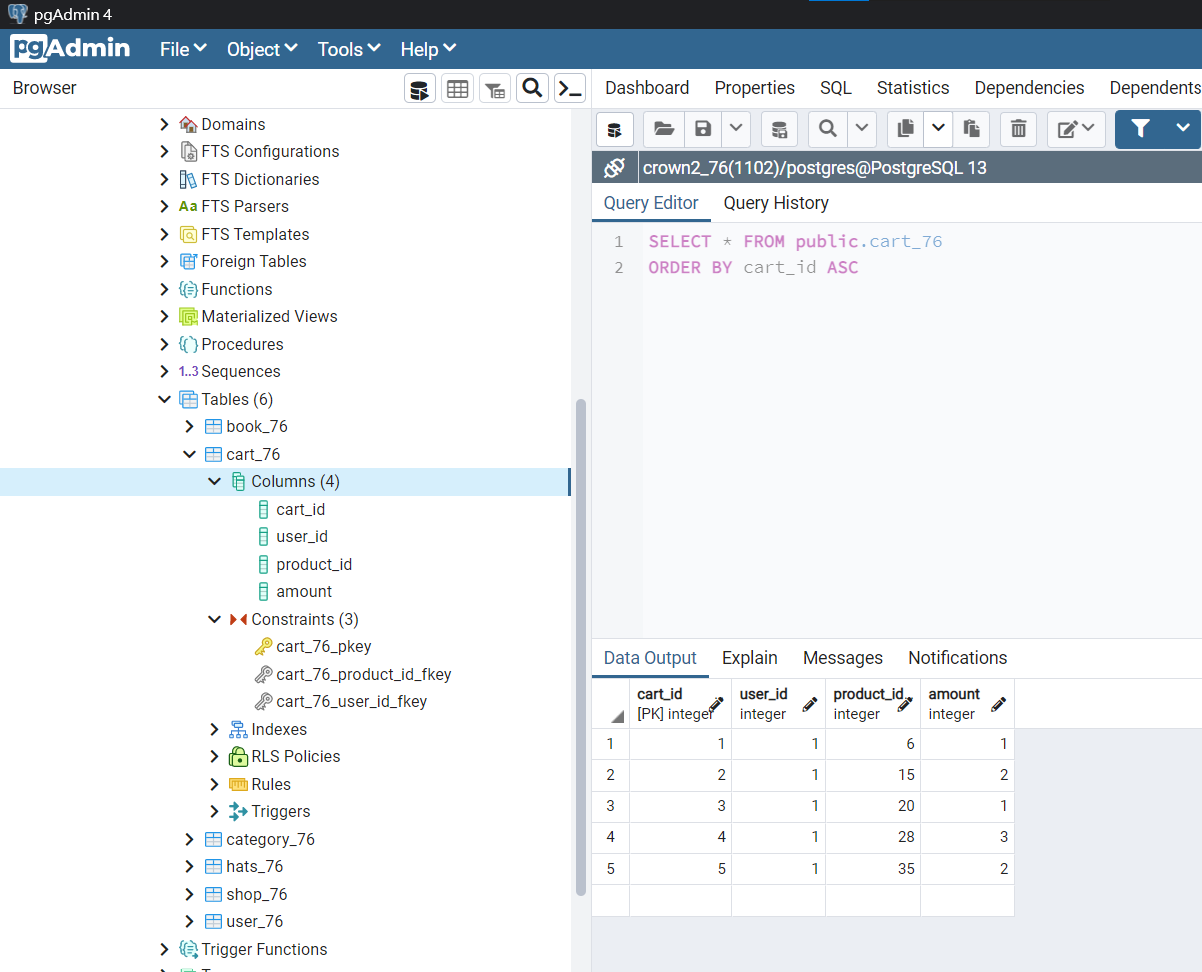 pgAdmin 4
pgAdmin File Object Tools Help
Browser
Dashboard Properties SQL Statistics Dependencies Dependents
Domains
FTS Configurations
FTS Dictionaries
Aa FTS Parsers
FTS Templates
Foreign Tables
Functions
Materialized Views
Procedures
1..3 Sequences
Tables (6)
book_76
cart_76
Columns (4)
cart_id
user_id
product_id
amount
Constraints (3)
cart_76_pkey
cart_76_product_id_fkey
cart_76_user_id_fkey
Indexes
RLS Policies
Rules
Triggers
category_76
hats_76
shop_76
user_76
Trigger Functions
crown2_76(1102)/postgres@PostgreSQL 13
Query Editor Query History
1 SELECT * FROM public.cart_76
2 ORDER BY cart_id ASC
Data Output Explain Messages Notifications
cart_id user_id product_id amount
[PK] integer integer integer integer
1 1 1 6 1
2 2 1 15 2
3 3 1 20 1
4 4 1 28 3
5 5 1 35 2